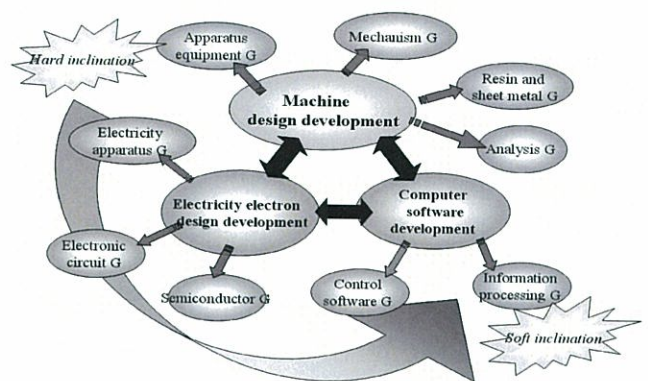 Hard inclination
Apparatus
equipment G
Mechanism G
Resin and
sheet metal G
Analysis G
Machine
design development
Electricity
apparatus G
Electricity electron
design development
Computer
software
development
Electronic
circuit G
Semiconductor G
Control
software G
Information
processing G
Soft inclination